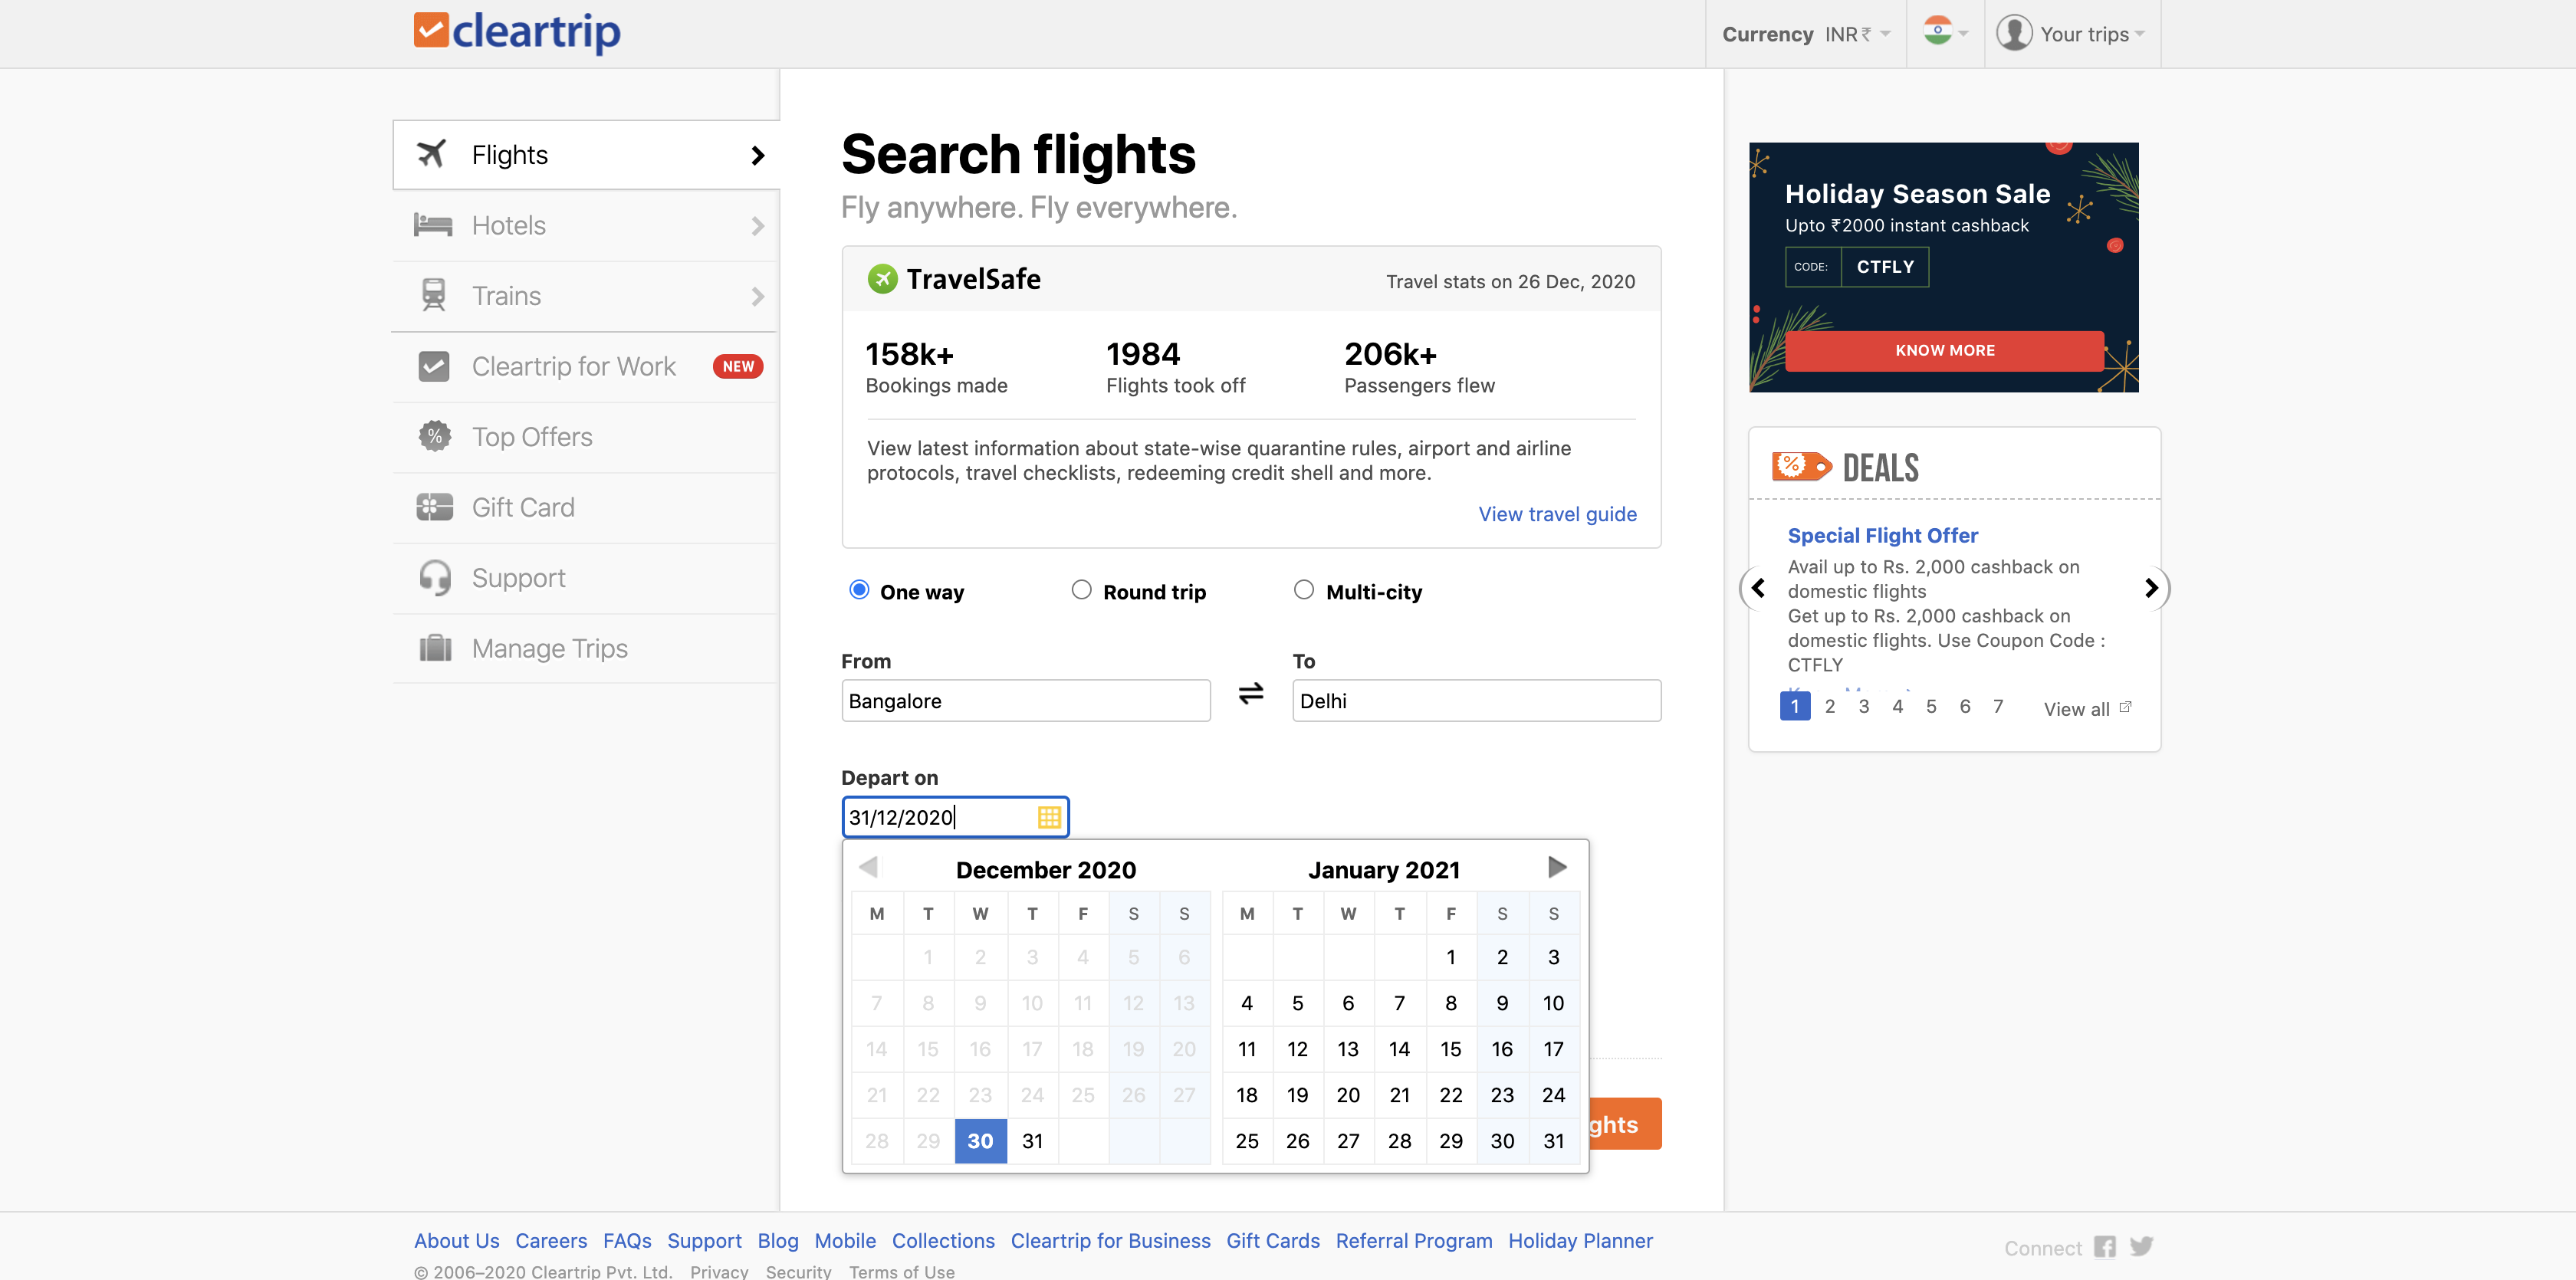 cleartrip
Currency INR ₹
Your trips
Flights
Hotels
Trains
Cleartrip for Work NEW
Top Offers
Gift Card
Support
Manage Trips
Search flights
Fly anywhere. Fly everywhere.
TravelSafe
Travel stats on 26 Dec, 2020
158k+ 1984 206k+
Bookings made Flights took off Passengers flew
View latest information about state-wise quarantine rules, airport and airline
protocols, travel checklists, redeeming credit shell and more.
View travel guide
One way Round trip Multi-city
From To
Bangalore Delhi
Depart on
31/12/2020
December 2020
M T W T F S S
1 2 3 4 5 6
7 8 9 10 11 12 13
14 15 16 17 18 19 20
21 22 23 24 25 26 27
28 29 30 31
January 2021
M T W T F S S
1 2 3
4 5 6 7 8 9 10
11 12 13 14 15 16 17
18 19 20 21 22 23 24
25 26 27 28 29 30 31
ghts
Holiday Season Sale
Upto ₹2000 instant cashback
CODE: CTFLY
KNOW MORE
% DEALS
Special Flight Offer
Avail up to Rs. 2,000 cashback on
domestic flights
Get up to Rs. 2,000 cashback on
domestic flights. Use Coupon Code :
CTFLY
1 2 3 4 5 6 7 View all
About Us Careers FAQs Support Blog Mobile Collections Cleartrip for Business Gift Cards Referral Program Holiday Planner
Connect
© 2006–2020 Cleartrip Pvt. Ltd. Privacy Security Terms of Use